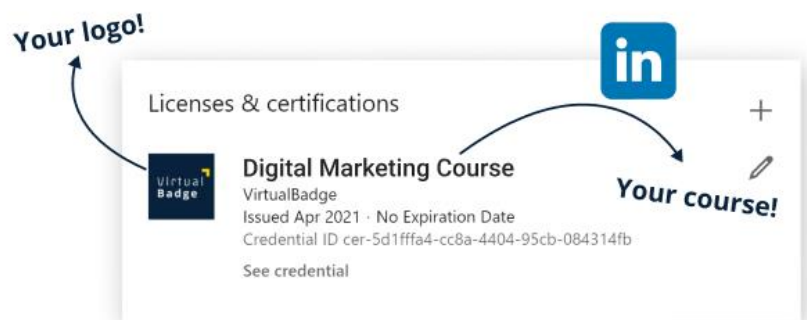 Your logo!
in
Licenses & certifications
Virtual
Badge
Digital Marketing Course
VirtualBadge
Issued Apr 2021 · No Expiration Date
Credential ID cer-5d1fffa4-cc8a-4404-95cb-084314fb
See credential
Your course!